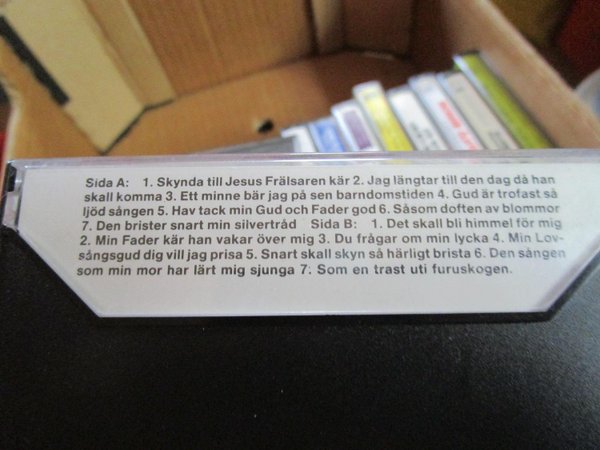 Sida A: 1. Skynda till Jesus Frälsaren kär 2. Jag längtar till den dag då han
skall komma 3. Ett minne bär jag på sen barndomstiden 4. Gud är trofast så
ljöd sången 5. Hav tack min Gud och Fader god 6. Såsom doften av blommor
7. Den brister snart min silvertråd Sida B: 1. Det skall bli himmel för mig
2. Min Fader kär han vakar över mig 3. Du frågar om min lycka 4. Min Lov-
sångsgud dig vill jag prisa 5. Snart skall skyn så härligt brista 6. Den sången
som min mor har lärt mig sjunga 7. Som en trast uti furuskogen.